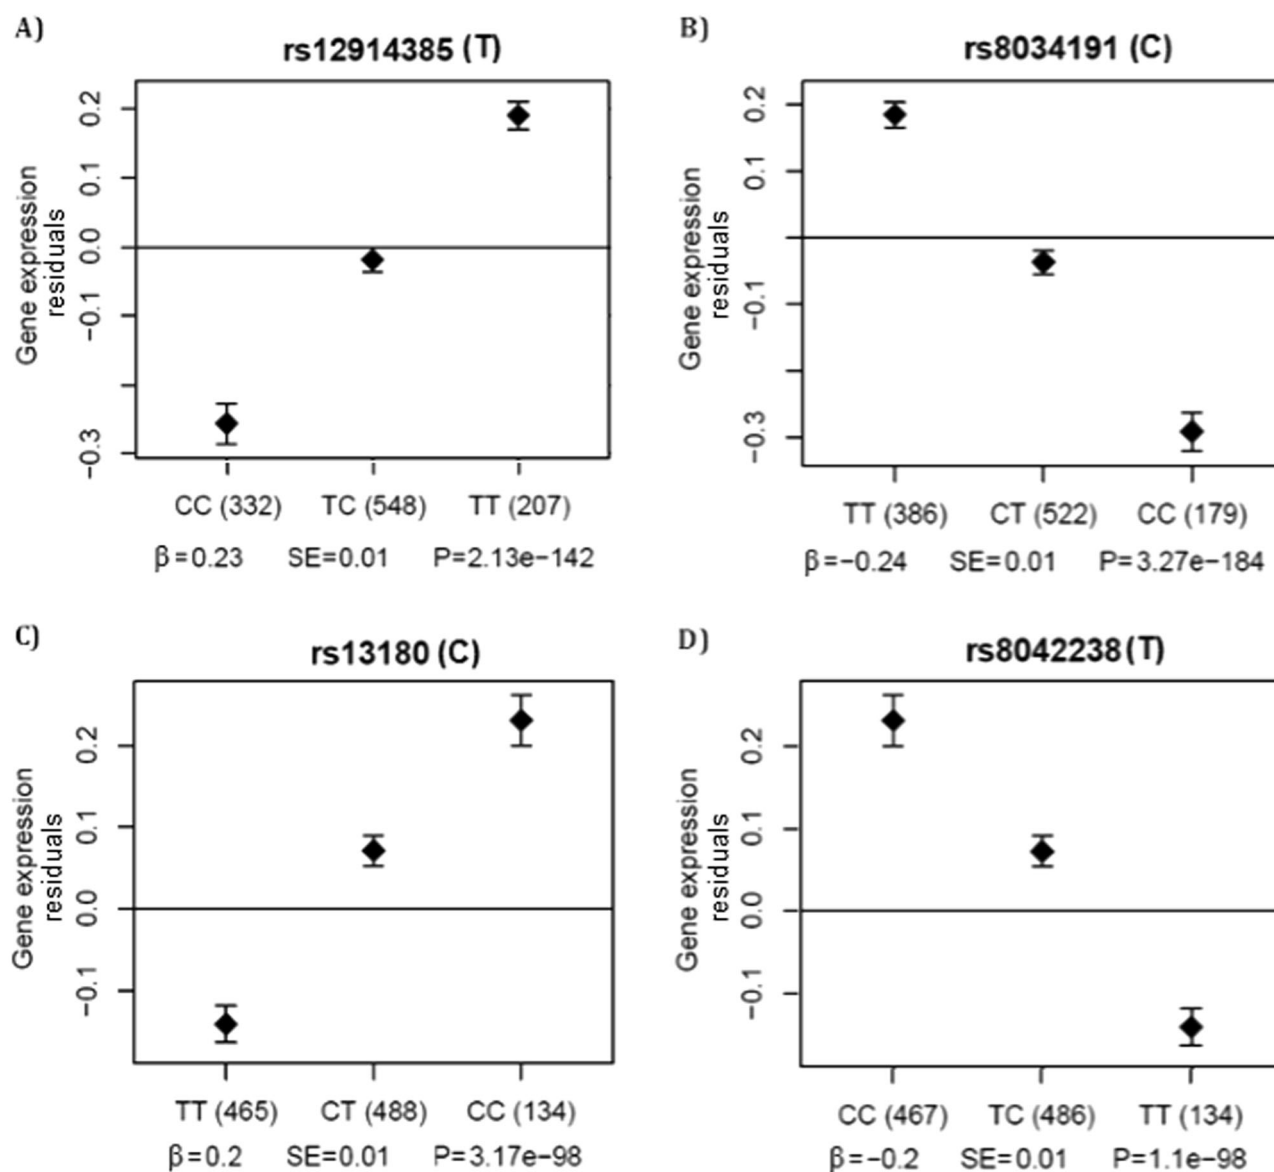 A)
rs12914385 (T)
Gene expression
residuals
0.2
0.1
0.0
−0.1
−0.3
CC (332) TC (548) TT (207)
β=0.23 SE=0.01 P=2.13e−142
B)
rs8034191 (C)
Gene expression
residuals
0.2
0.1
−0.1
−0.3
TT (386) CT (522) CC (179)
β=−0.24 SE=0.01 P=3.27e−184
C)
rs13180 (C)
Gene expression
residuals
0.2
0.1
0.0
−0.1
TT (465) CT (488) CC (134)
β=0.2 SE=0.01 P=3.17e−98
D)
rs8042238 (T)
Gene expression
residuals
0.2
0.1
0.0
−0.1
CC (467) TC (486) TT (134)
β=−0.2 SE=0.01 P=1.1e−98